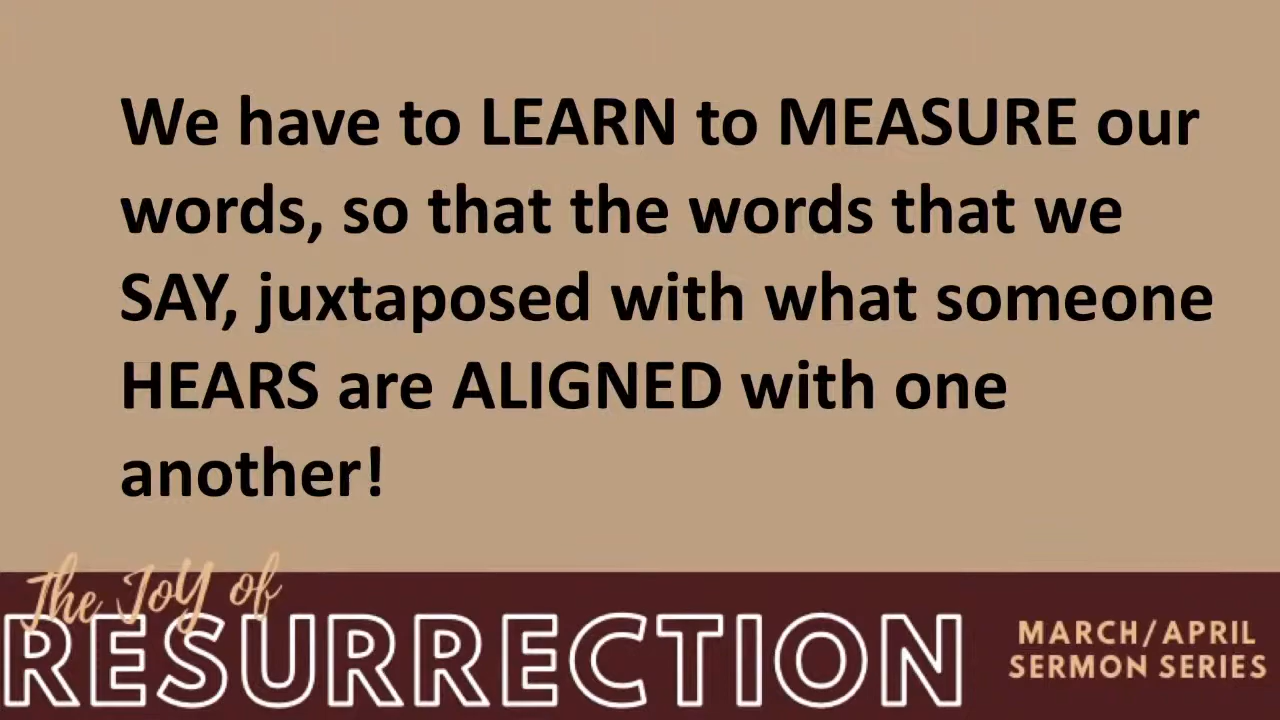 We have to LEARN to MEASURE our
words, so that the words that we
SAY, juxtaposed with what someone
HEARS are ALIGNED with one
another!
The Joy of
RESURRECTION
MARCH/APRIL
SERMON SERIES